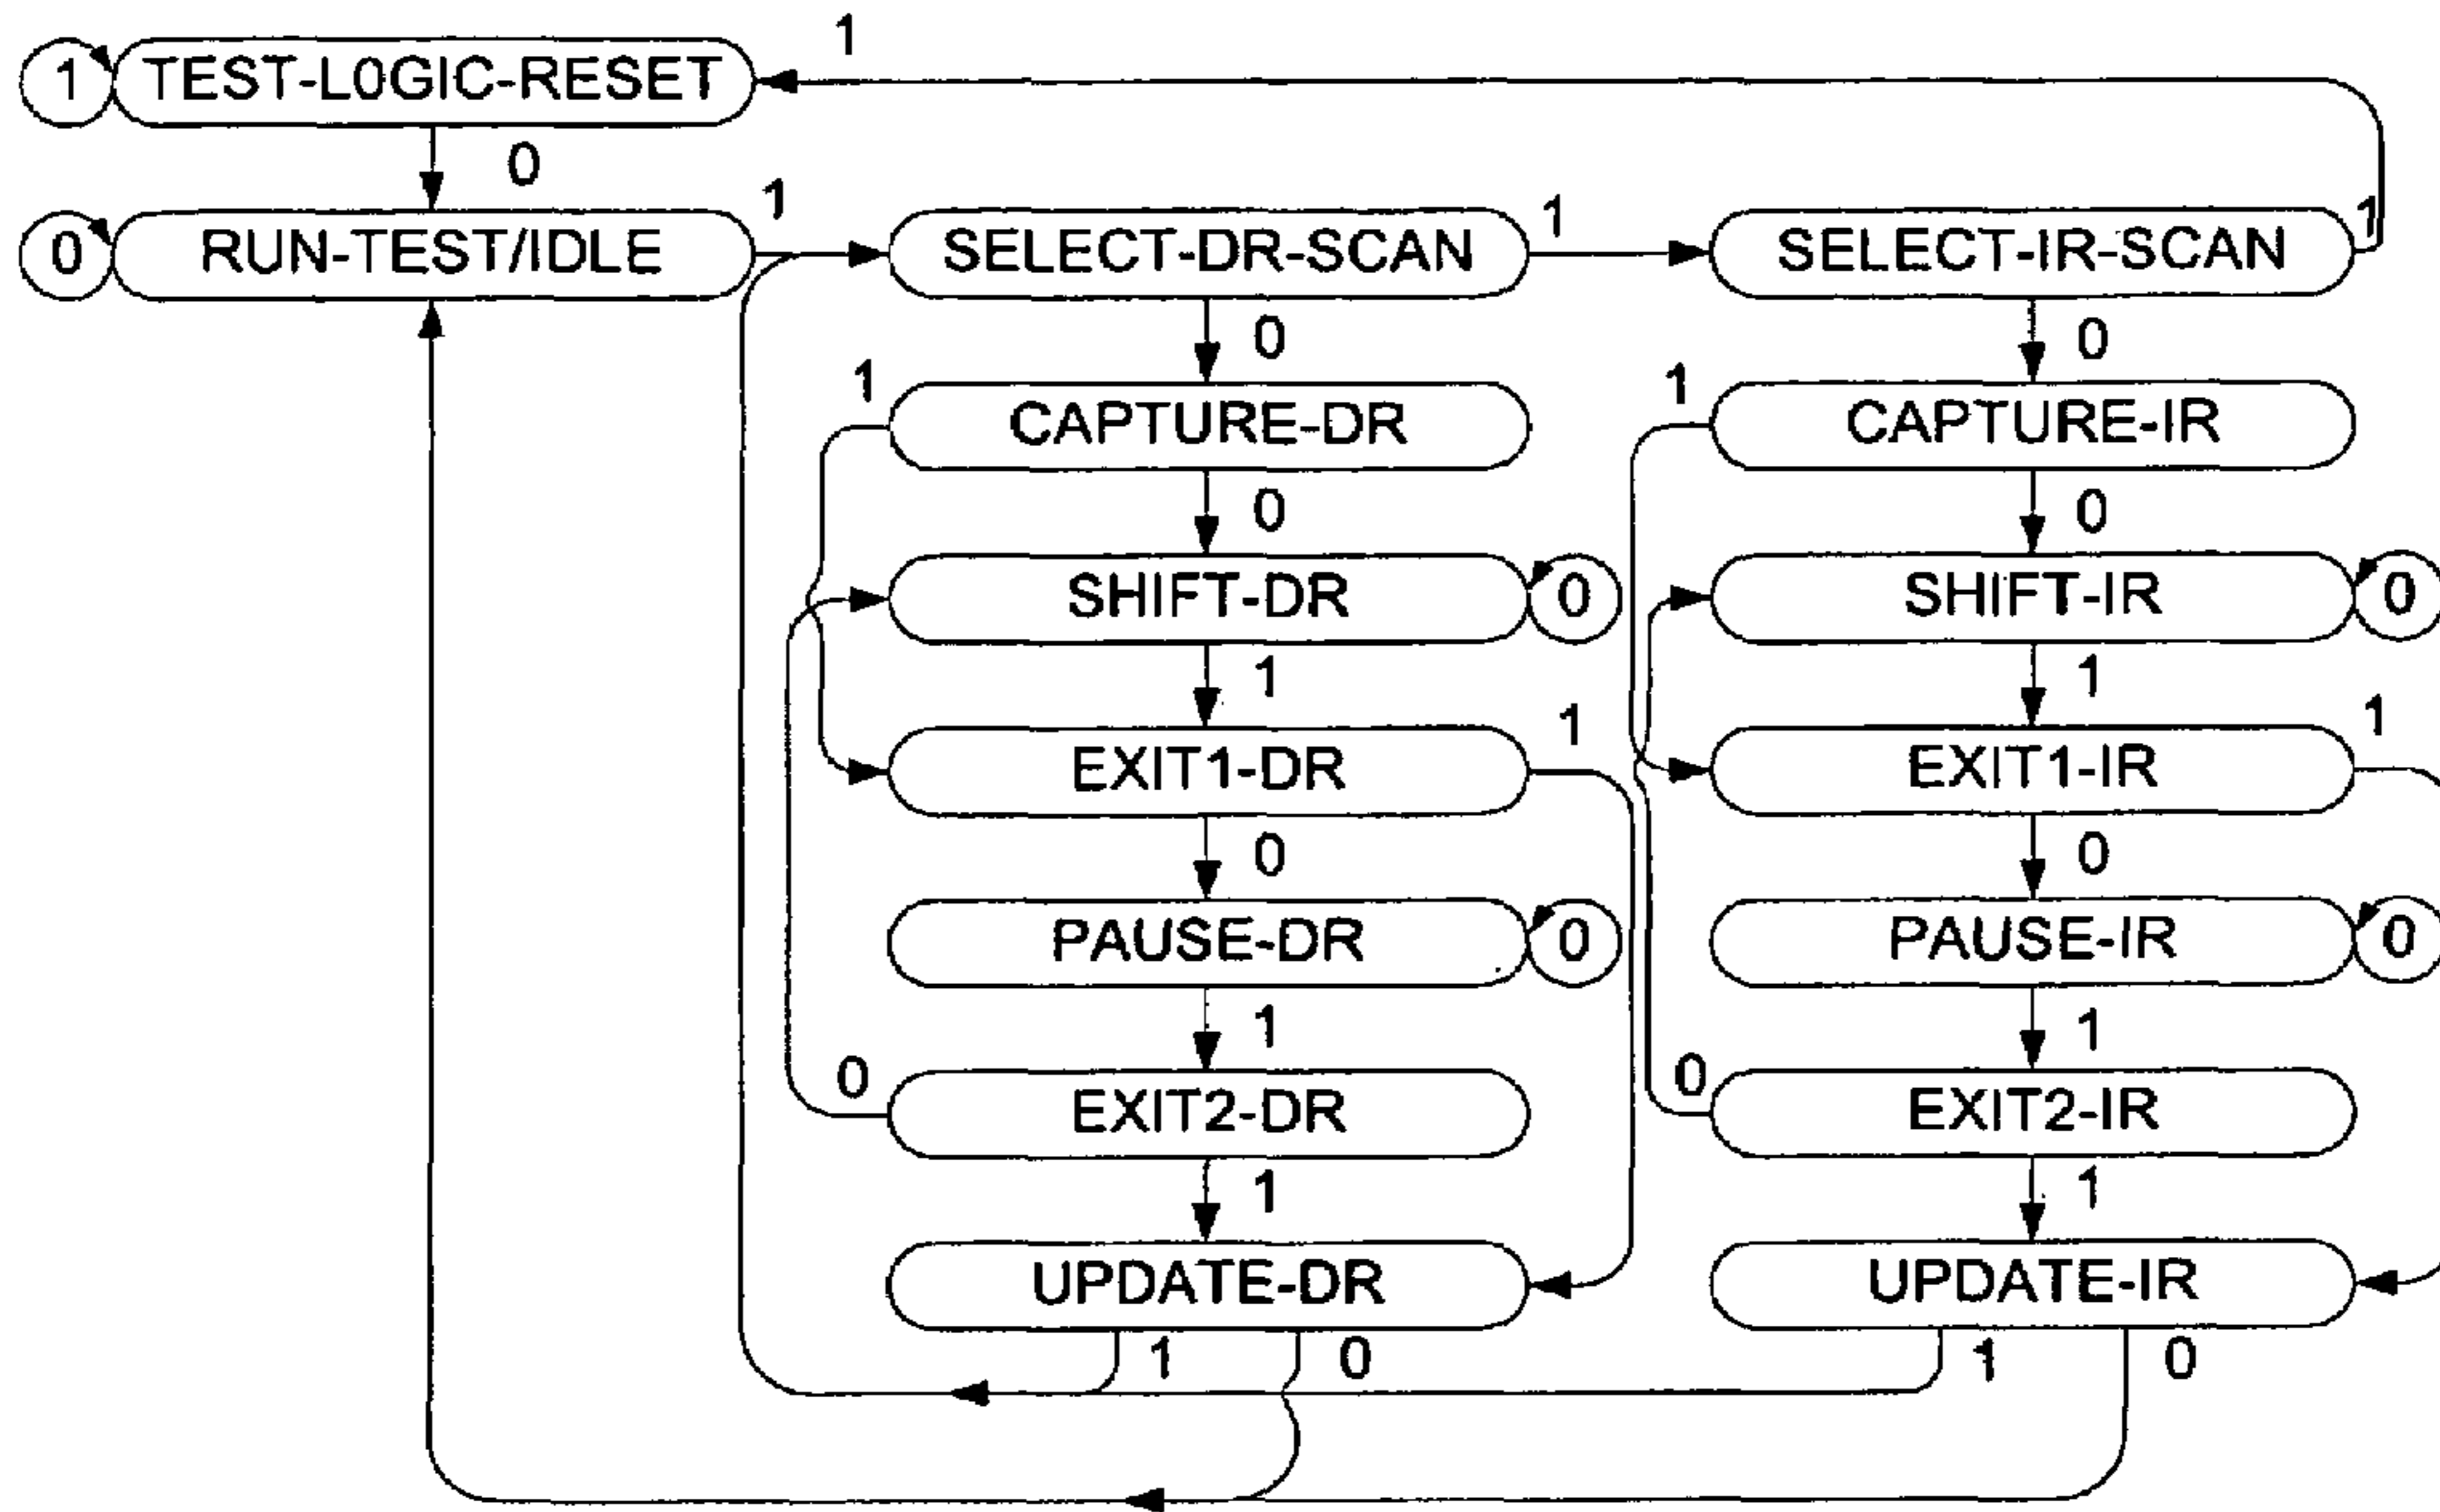 1
1 TEST-L0GIC-RESET
0
1 1 1
0 RUN-TEST/IDLE SELECT-DR-SCAN SELECT-IR-SCAN
0 0
1 1
CAPTURE-DR CAPTURE-IR
0 0
SHIFT-DR 0 SHIFT-IR 0
1 1
1 1
EXIT1-DR EXIT1-IR
0 0
PAUSE-DR 0 PAUSE-IR 0
1 1
0 0
EXIT2-DR EXIT2-IR
1 1
UPDATE-DR UPDATE-IR
1 0 1 0